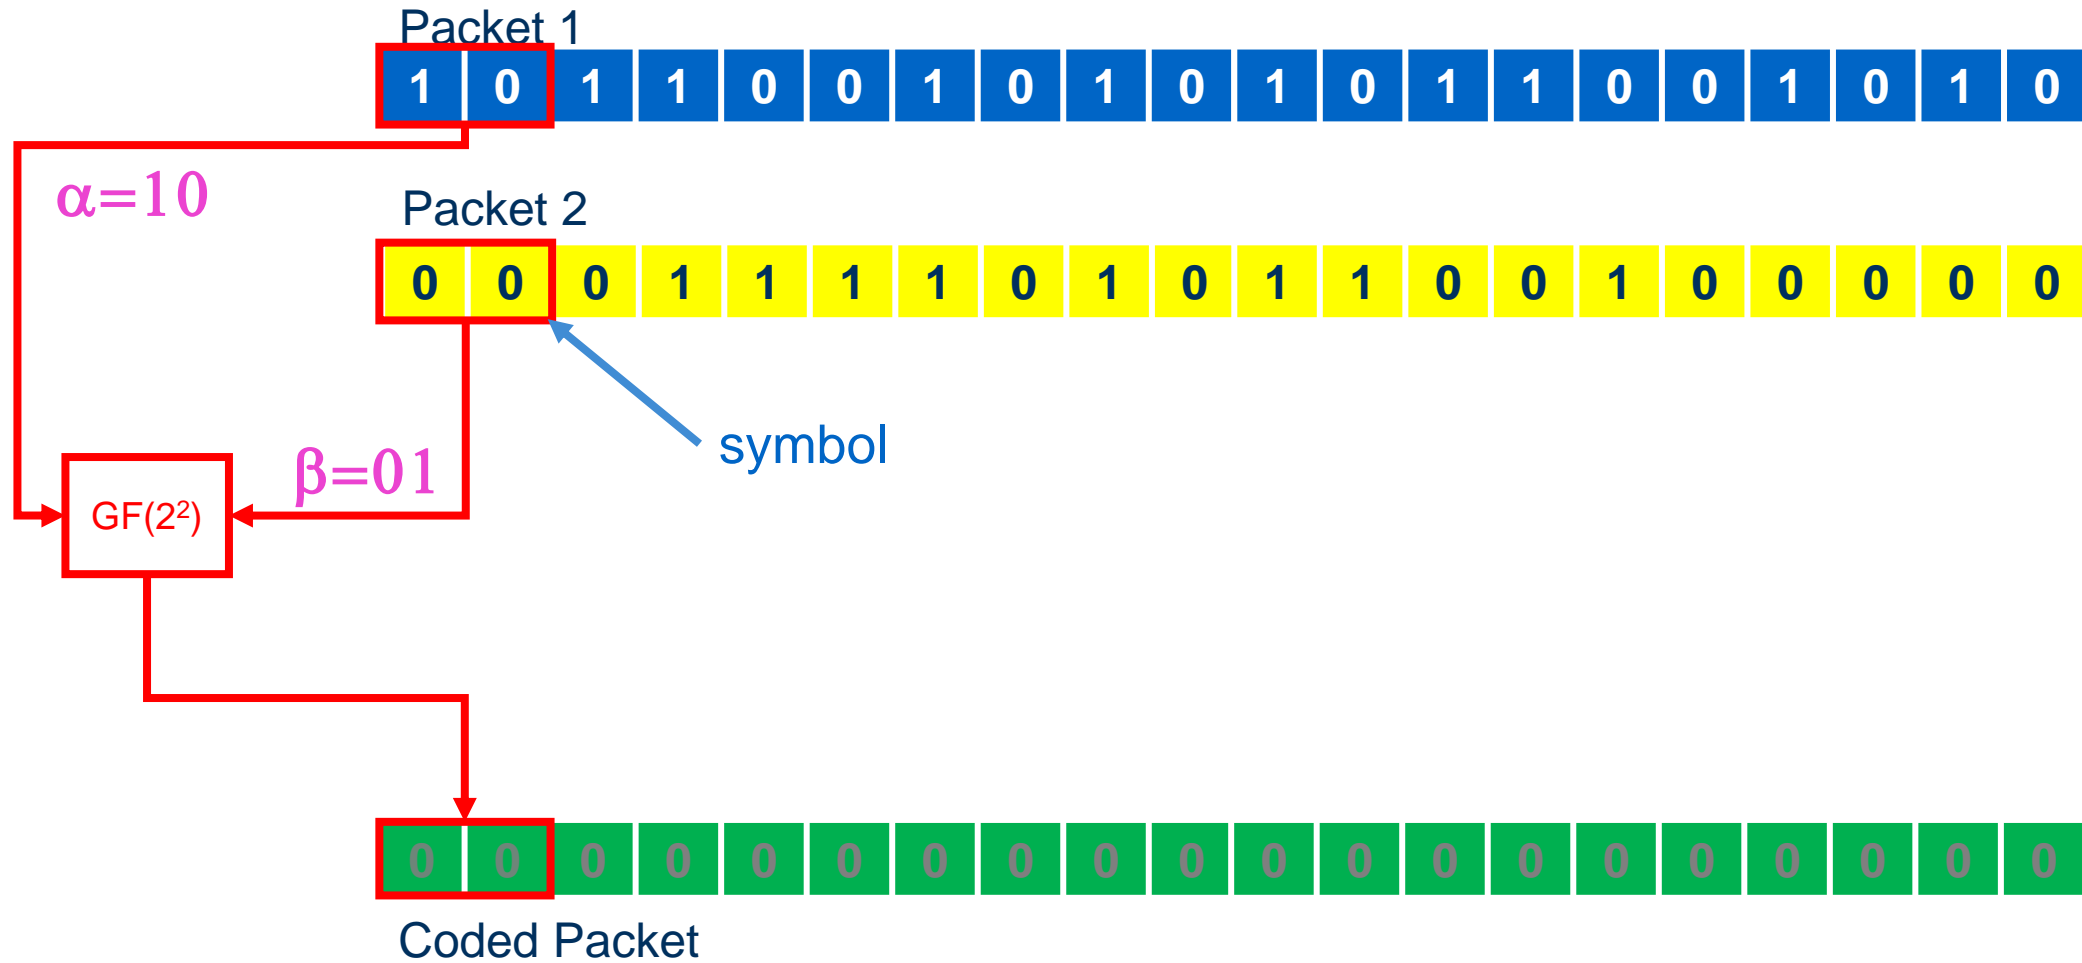 Packet 1
1 0 1 1 0 0 1 0 1 0 1 0 1 1 0 0 1 0 1 0
α=10
Packet 2
0 0 0 1 1 1 1 0 1 0 1 1 0 0 1 0 0 0 0 0
symbol
β=01
GF(2²)
0 0 0 0 0 0 0 0 0 0 0 0 0 0 0 0 0 0 0 0
Coded Packet